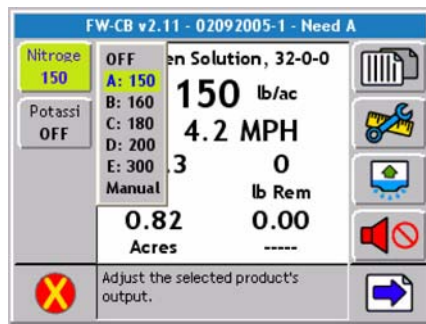 FW-CB v2.11 - 02092005-1 - Need A
Nitroge
150
Potassi
OFF
OFF
A: 150
B: 160
C: 180
D: 200
E: 300
Manual
en Solution, 32-0-0
150 lb/ac
4.2 MPH
.3 0
lb Rem
0.82 0.00
Acres -----
Adjust the selected product's
output.